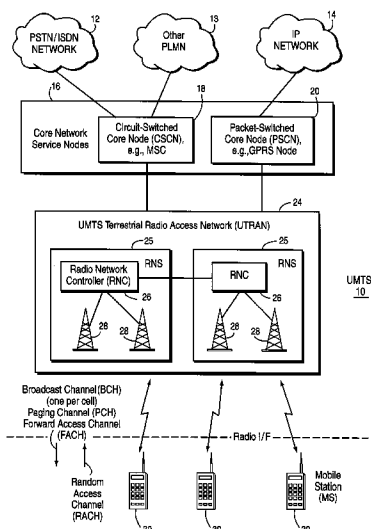 12
13
14
PSTN/ISDN
NETWORK
Other
PLMN
IP
NETWORK
16
18
20
Core Network
Service Nodes
Circuit-Switched
Core Node (CSCN),
e.g., MSC
Packet-Switched
Core Node (PSCN),
e.g.,GPRS Node
24
UMTS Terrestrial Radio Access Network (UTRAN)
25
25
Radio Network
Controller (RNC)
RNS
RNC
RNS
26
26
28
28
28
28
UMTS
10
Broadcast Channel(BCH)
(one per cell)
Paging Channel (PCH)
Forward Access Channel
(FACH)
Radio I/F
Random
Access
Channel
(RACH)
Mobile
Station
(MS)